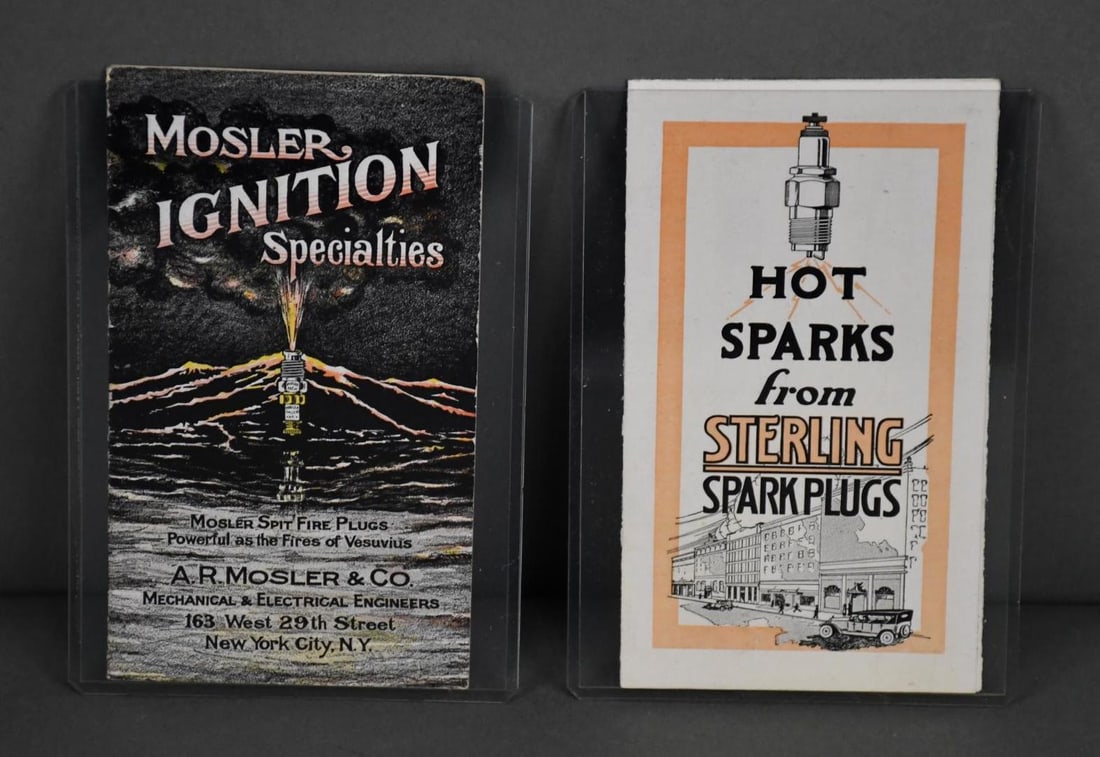 MOSLER
IGNITION
Specialties
MOSLER SPIT FIRE PLUGS
Powerful as the Fires of Vesuvius
A.R. MOSLER & CO.
MECHANICAL & ELECTRICAL ENGINEERS
163 West 29th Street
New York City, N.Y.
HOT
SPARKS
from
STERLING
SPARK PLUGS